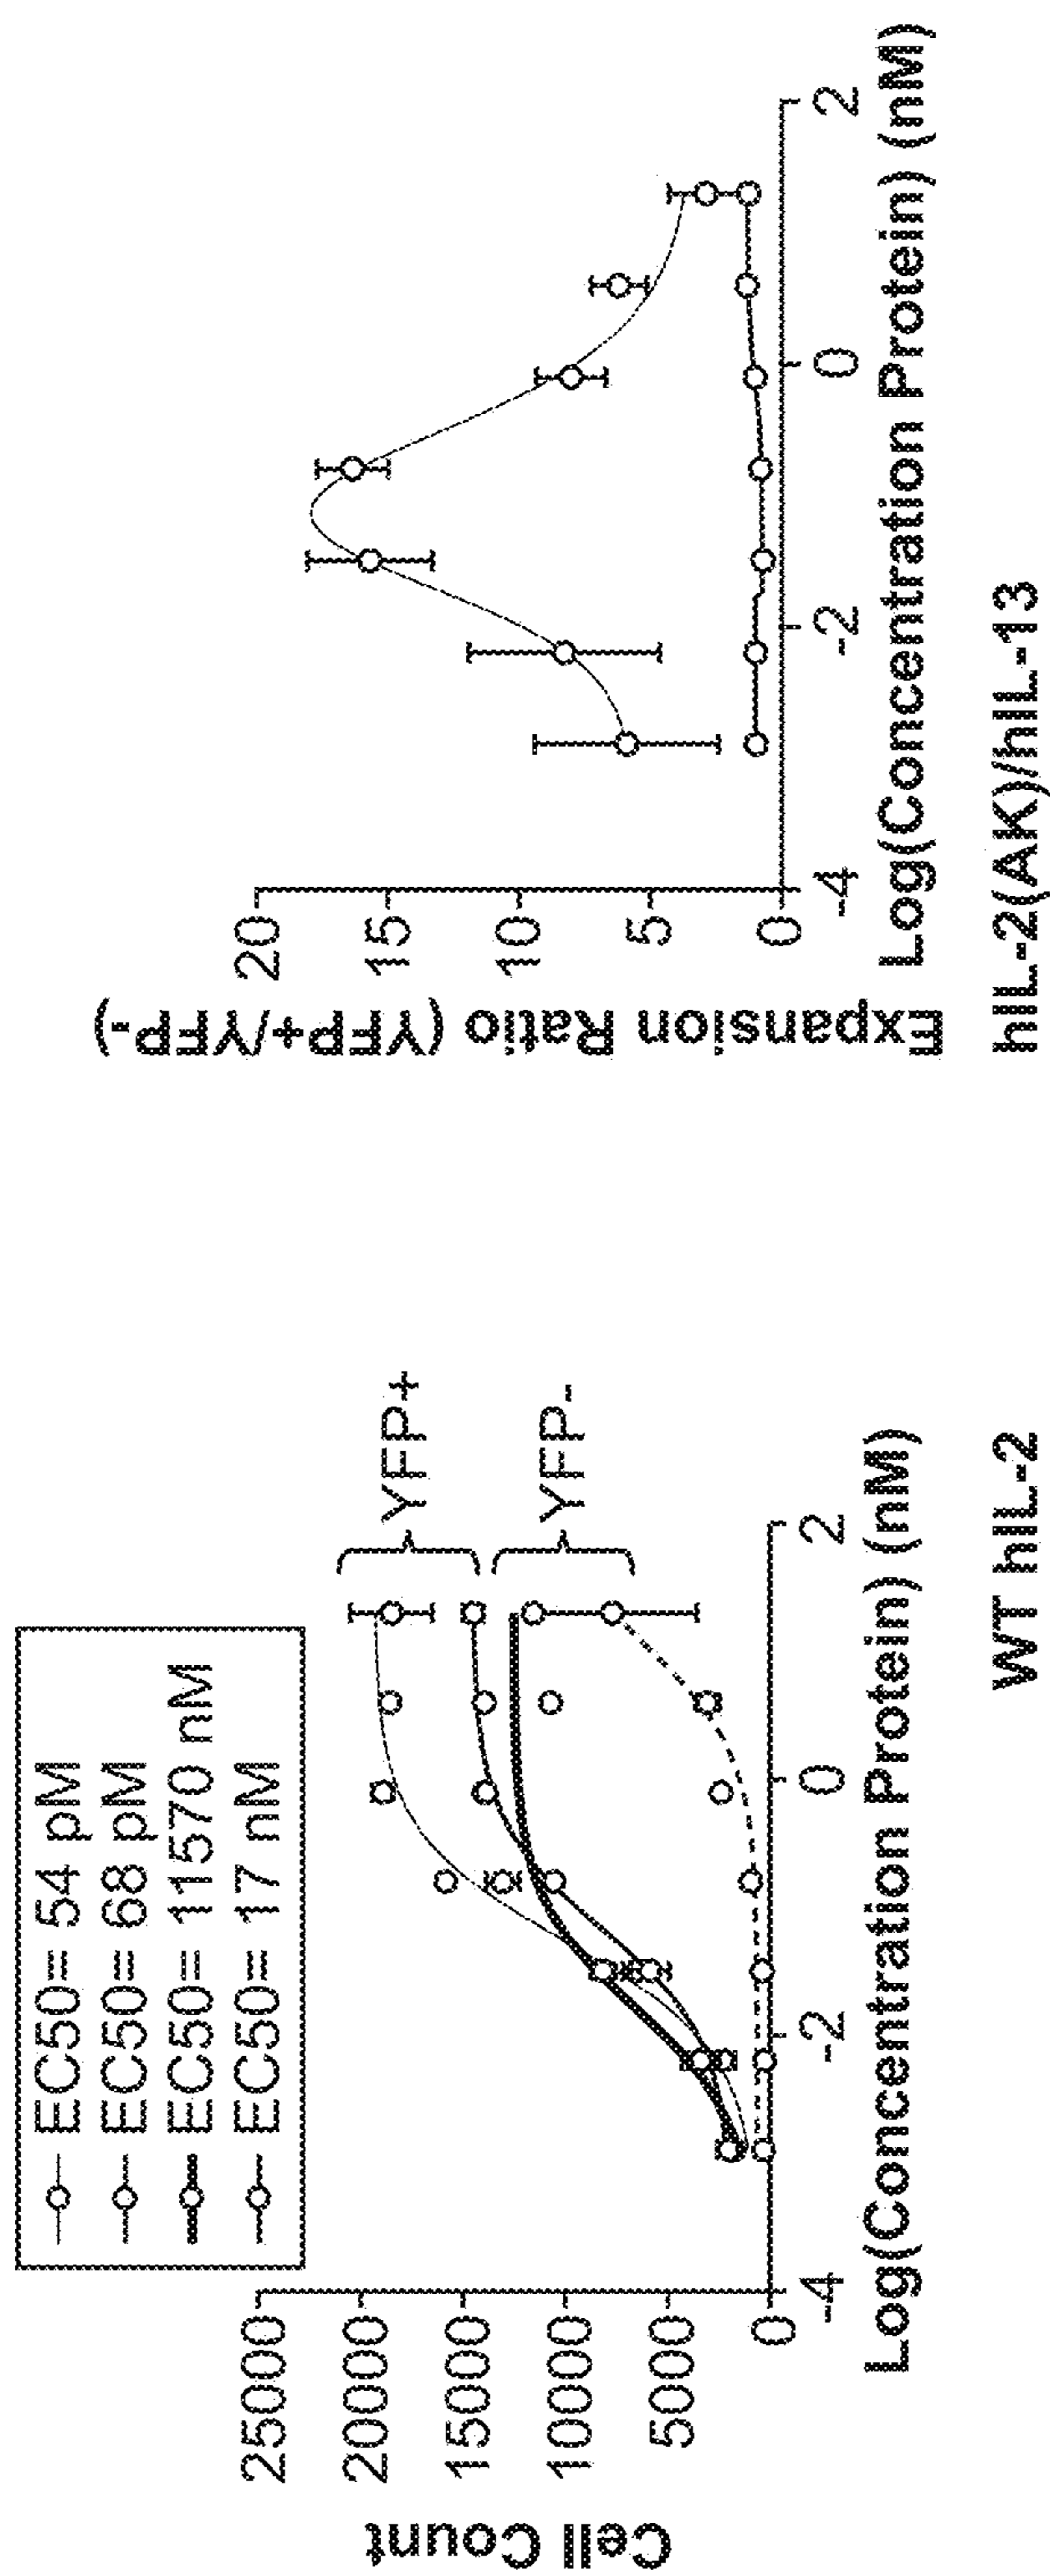 EC50= 54 pM
EC50= 68 pM
EC50= 11570 nM
EC50= 17 nM
Cell Count
25000
20000
15000
10000
5000
0
-4
-2
0
2
YFP+
YFP-
Log(Concentration Protein) (nM)
WT hIL-2
Expansion Ratio (YFP+/YFP-)
20
15
10
5
0
-4
-2
0
2
Log(Concentration Protein) (nM)
hIL-2(AK)/hIL-13